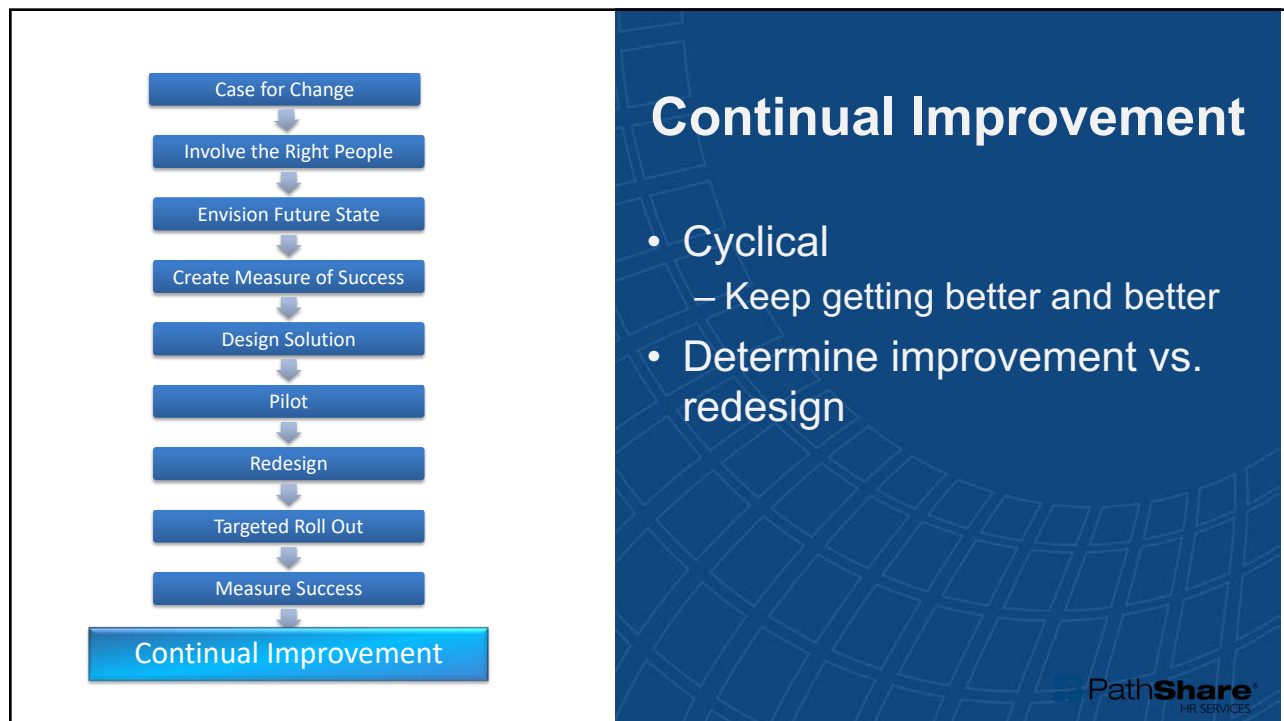 Case for Change
Involve the Right People
Envision Future State
Create Measure of Success
Design Solution
Pilot
Redesign
Targeted Roll Out
Measure Success
Continual Improvement
Continual Improvement
• Cyclical
– Keep getting better and better
• Determine improvement vs.
redesign
PathShare®
HR SERVICES